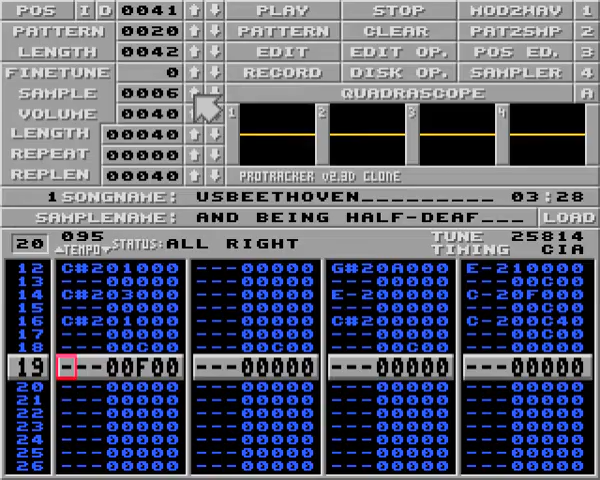 POS I D 0041 PLAY STOP MOD2WAV 1
PATTERN 0020 PATTERN CLEAR PAT2SMP 2
LENGTH 0042 EDIT EDIT OP. POS ED. 3
FINETUNE 0 RECORD DISK OP. SAMPLER 4
SAMPLE 0006 QUADRASCOPE A
VOLUME 0040 1 2 3 4
LENGTH 00040
REPEAT 00000
REPLEN 00040 PROTRACKER V2.3D CLONE
1 SONGNAME: USBEETHOVEN_________ 03:28
SAMPLENAME: AND BEING HALF-DEAF___ LOAD
20 095 TEMPO STATUS: ALL RIGHT TUNE 25814
TIMING CIA
12 C#201000 ---00000 G#20A000 E-210000
13 ---00000 ---00000 ---00000 ---00C00
14 C#203000 ---00000 E-200000 C-20F000
15 ---00000 ---00000 ---00000 ---00C00
16 C#201000 ---00000 C#200000 C-200C40
17 ---00000 ---00000 ---00000 ---00000
18 ---00C00 ---00000 ---00C00 ---00000
19 ---00F00 ---00000 ---00000 ---00000
20 ---00000 ---00000 ---00000 ---00000
21 ---00000 ---00000 ---00000 ---00000
22 ---00000 ---00000 ---00000 ---00000
23 ---00000 ---00000 ---00000 ---00000
24 ---00000 ---00000 ---00000 ---00000
25 ---00000 ---00000 ---00000 ---00000
26 ---00000 ---00000 ---00000 ---00000